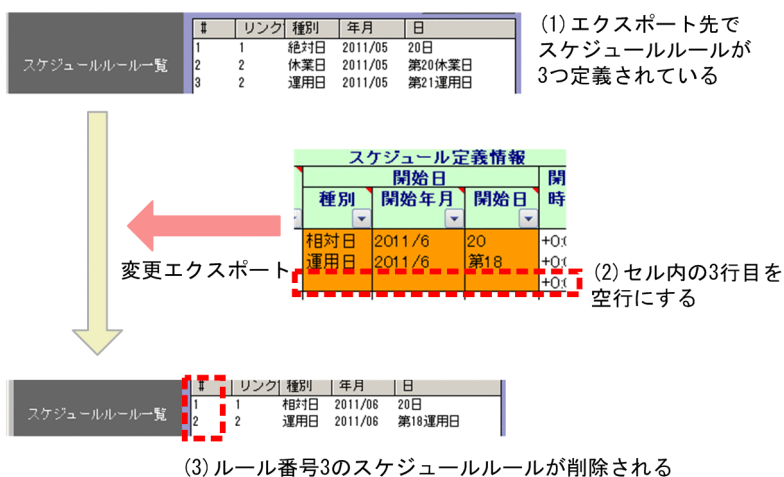 # リンク 種別 年月 日
1 1 絶対日 2011/05 20日
2 2 休業日 2011/05 第20休業日
3 2 運用日 2011/05 第21運用日
スケジュールルール一覧
(1)エクスポート先で
スケジュールルールが
3つ定義されている
スケジュール定義情報
開始日 開
種別 開始年月 開始日 時
相対日 2011/6 20 +0:
運用日 2011/6 第18 +0:
+0:
変更エクスポート
(2)セル内の3行目を
空行にする
# リンク 種別 年月 日
1 1 相対日 2011/06 20日
2 2 運用日 2011/06 第18運用日
スケジュールルール一覧
(3)ルール番号3のスケジュールルールが削除される